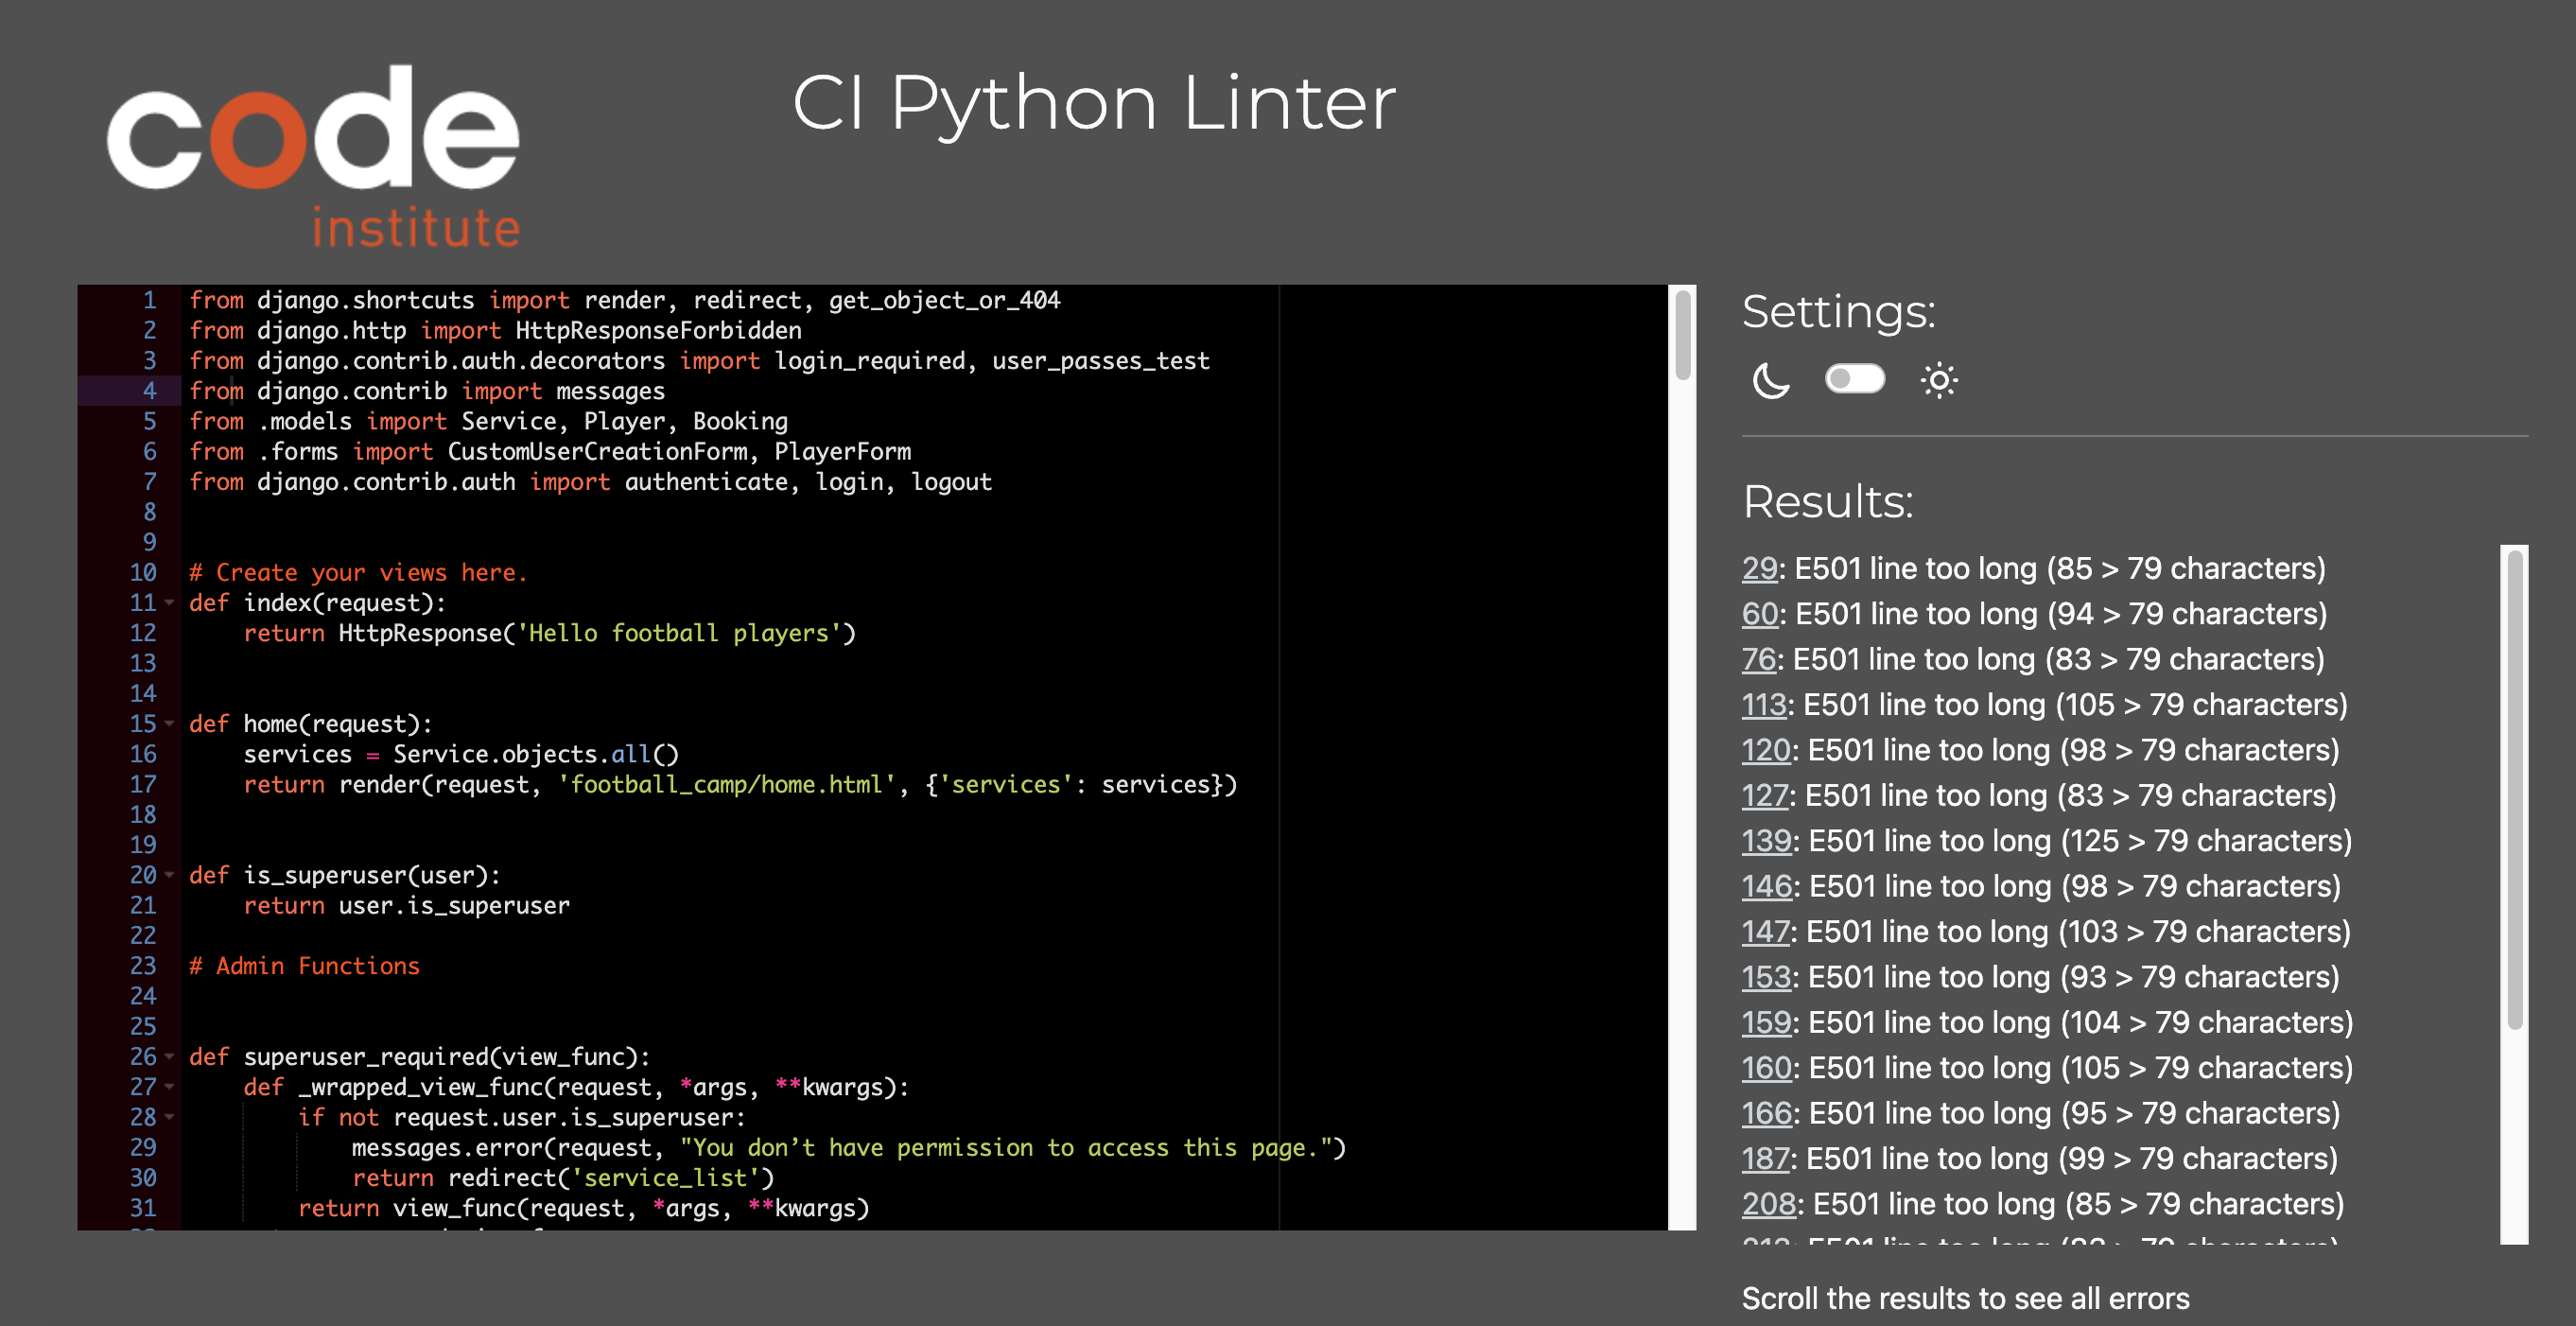 code
institute
CI Python Linter
1 from django.shortcuts import render, redirect, get_object_or_404
2 from django.http import HttpResponseForbidden
3 from django.contrib.auth.decorators import login_required, user_passes_test
4 from django.contrib import messages
5 from .models import Service, Player, Booking
6 from .forms import CustomUserCreationForm, PlayerForm
7 from django.contrib.auth import authenticate, login, logout
8
9
10 # Create your views here.
11 def index(request):
12     return HttpResponse('Hello football players')
13
14
15 def home(request):
16     services = Service.objects.all()
17     return render(request, 'football_camp/home.html', {'services': services})
18
19
20 def is_superuser(user):
21     return user.is_superuser
22
23 # Admin Functions
24
25
26 def superuser_required(view_func):
27     def _wrapped_view_func(request, *args, **kwargs):
28         if not request.user.is_superuser:
29             messages.error(request, "You don’t have permission to access this page.")
30             return redirect('service_list')
31         return view_func(request, *args, **kwargs)
Settings:
Results:
29: E501 line too long (85 > 79 characters)
60: E501 line too long (94 > 79 characters)
76: E501 line too long (83 > 79 characters)
113: E501 line too long (105 > 79 characters)
120: E501 line too long (98 > 79 characters)
127: E501 line too long (83 > 79 characters)
139: E501 line too long (125 > 79 characters)
146: E501 line too long (98 > 79 characters)
147: E501 line too long (103 > 79 characters)
153: E501 line too long (93 > 79 characters)
159: E501 line too long (104 > 79 characters)
160: E501 line too long (105 > 79 characters)
166: E501 line too long (95 > 79 characters)
187: E501 line too long (99 > 79 characters)
208: E501 line too long (85 > 79 characters)
E501 line too long
Scroll the results to see all errors